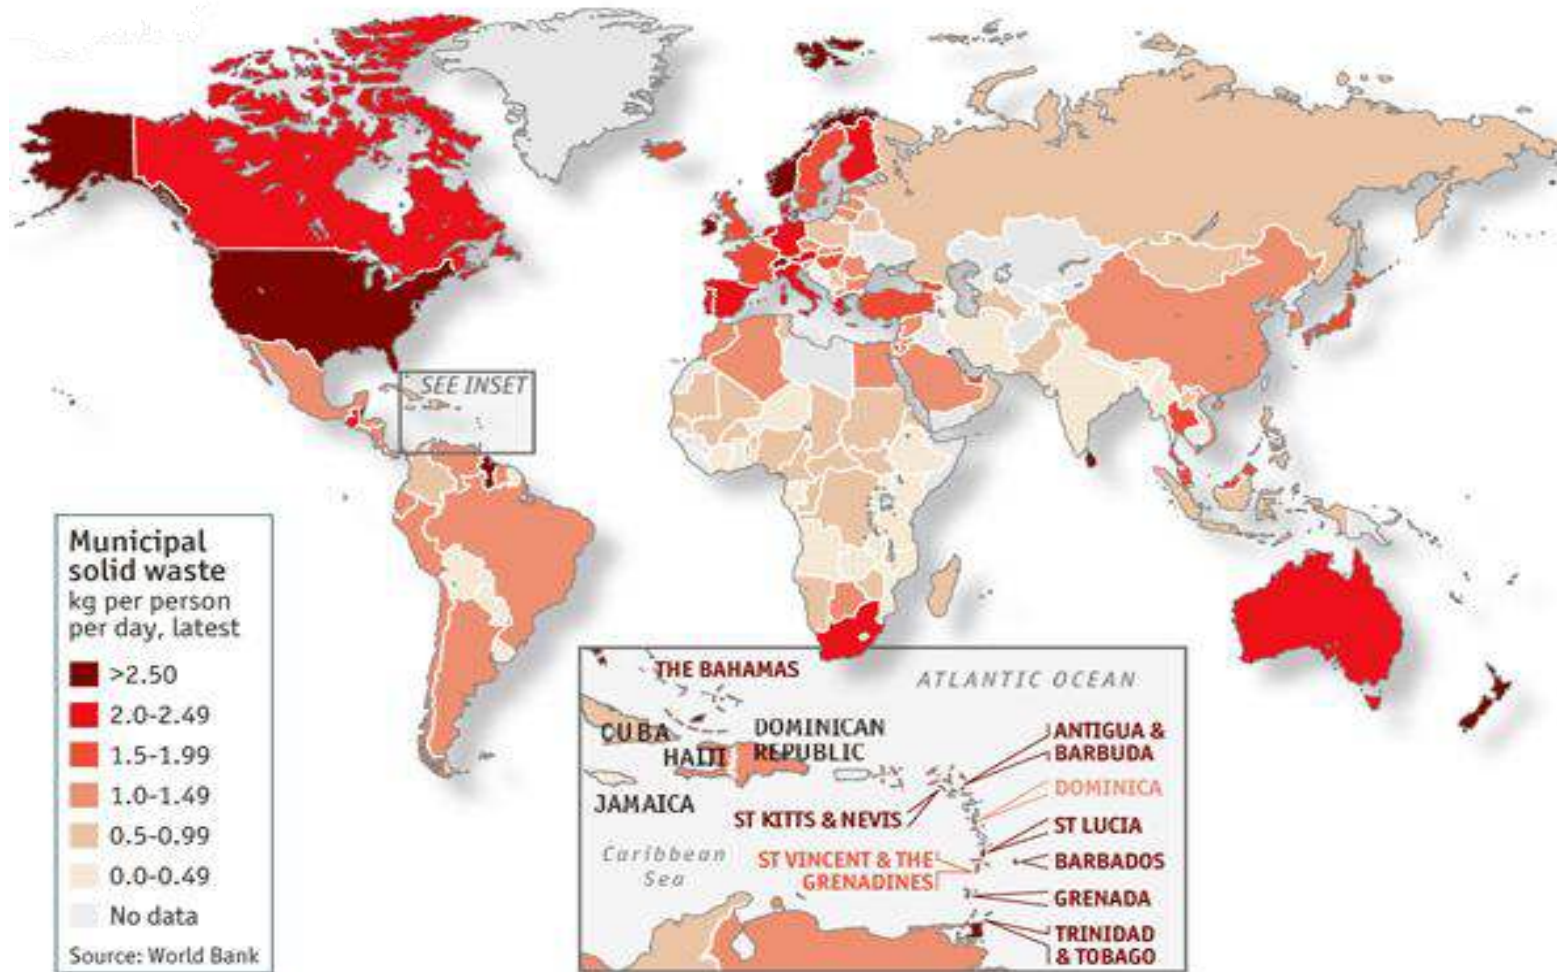 SEE INSET
Municipal
solid waste
kg per person
per day, latest
>2.50
2.0-2.49
1.5-1.99
1.0-1.49
0.5-0.99
0.0-0.49
No data
Source: World Bank
THE BAHAMAS
ATLANTIC OCEAN
CUBA
HAITI
DOMINICAN
REPUBLIC
JAMAICA
ANTIGUA &
BARBUDA
DOMINICA
ST KITTS & NEVIS
ST LUCIA
Caribbean
Sea
ST VINCENT & THE
GRENADINES
BARBADOS
GRENADA
TRINIDAD
& TOBAGO